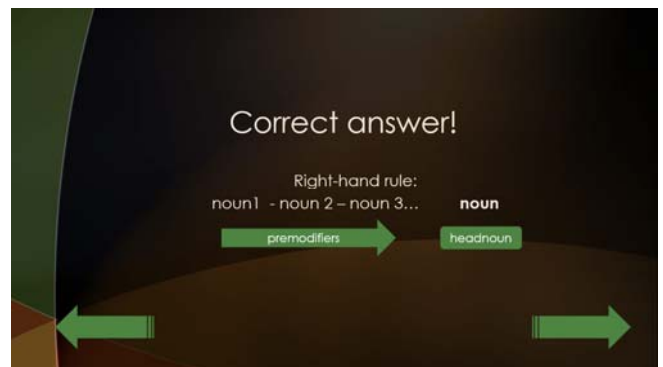 Correct answer!
Right-hand rule:
noun1 - noun 2 – noun 3... noun
premodifiers headnoun